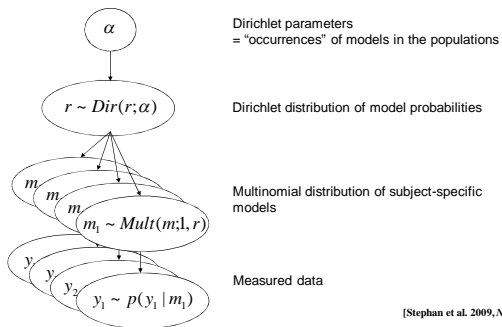 α
Dirichlet parameters
= “occurrences” of models in the populations
r ~ Dir(r;α)
Dirichlet distribution of model probabilities
m
m
m
m₁ ~ Mult(m;1,r)
Multinomial distribution of subject-specific
models
y
y
y₂
y₁ ~ p(y₁ | m₁)
Measured data
[Stephan et al. 2009,